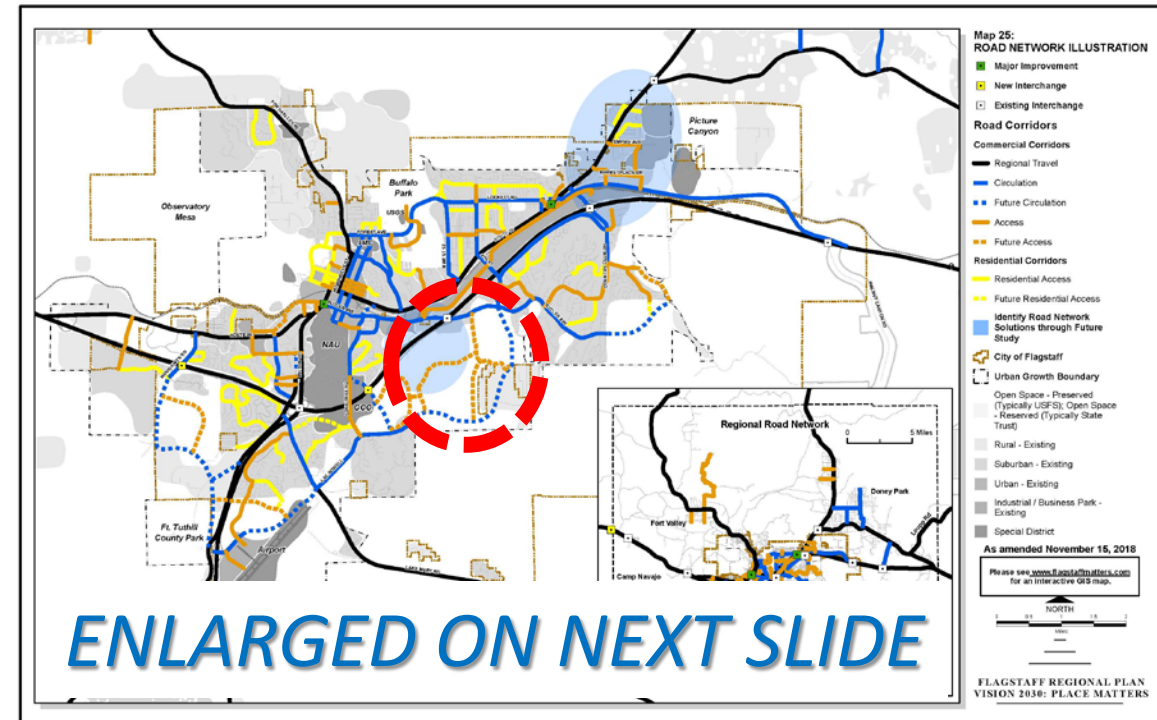 Map 25:
ROAD NETWORK ILLUSTRATION
Major Improvement
New Interchange
Existing Interchange
Road Corridors
Commercial Corridors
Regional Travel
Circulation
Future Circulation
Access
Future Access
Residential Corridors
Residential Access
Future Residential Access
Identify Road Network
Solutions through Future
Study
City of Flagstaff
Urban Growth Boundary
Open Space - Preserved
(Typically USFS); Open Space
- Reserved (Typically State
Trust)
Rural - Existing
Suburban - Existing
Urban - Existing
Industrial / Business Park -
Existing
Special District
As amended November 15, 2018
Please see www.flagstaffmatters.com
for an interactive GIS map.
NORTH
Miles
FLAGSTAFF REGIONAL PLAN
VISION 2030: PLACE MATTERS
Picture
Canyon
Buffalo
Park
USGS
Observatory
Mesa
NAU
CCC
Ft. Tuthill
County Park
Airport
Regional Road Network
0 5 Miles
Doney Park
Fort Valley
Camp Navajo
ENLARGED ON NEXT SLIDE